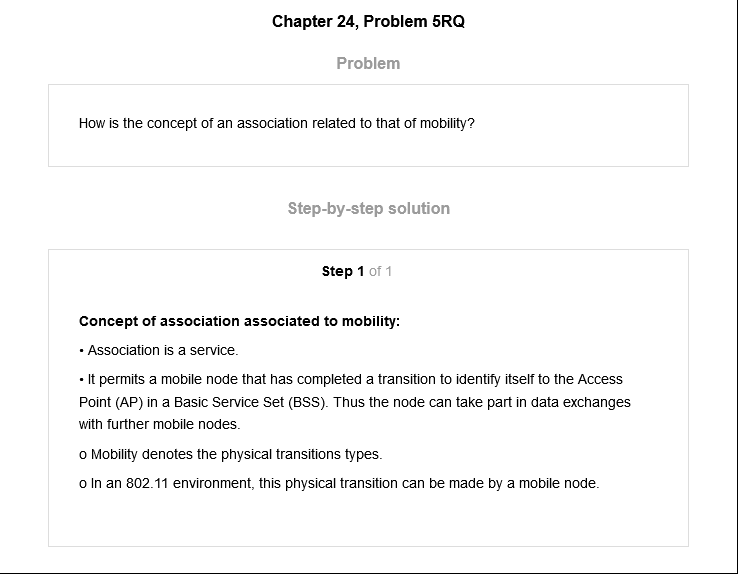 Chapter 24, Problem 5RQ
Problem
How is the concept of an association related to that of mobility?
Step-by-step solution
Step 1 of 1
Concept of association associated to mobility:
• Association is a service.
• It permits a mobile node that has completed a transition to identify itself to the Access
Point (AP) in a Basic Service Set (BSS). Thus the node can take part in data exchanges
with further mobile nodes.
o Mobility denotes the physical transitions types.
o In an 802.11 environment, this physical transition can be made by a mobile node.